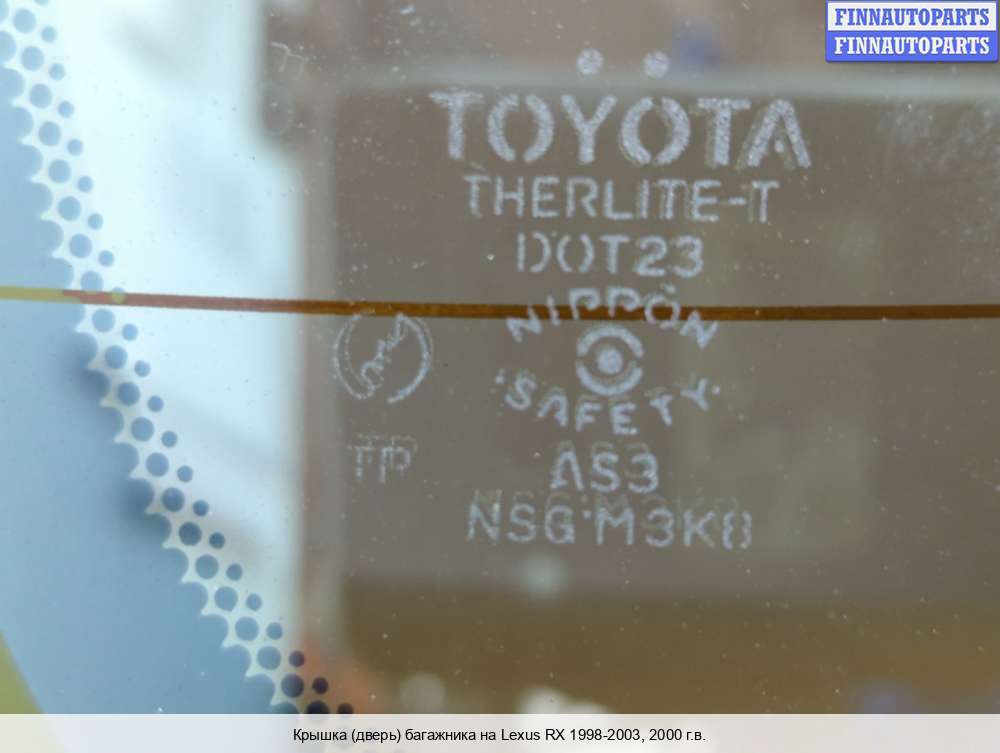 FINNAUTOPARTS
FINNAUTOPARTS
TOYOTA
THERLITE-T
DOT23
NIPPON
SAFETY
TP
AS3
NSG M3K8
Крышка (дверь) багажника на Lexus RX 1998-2003, 2000 г.в.